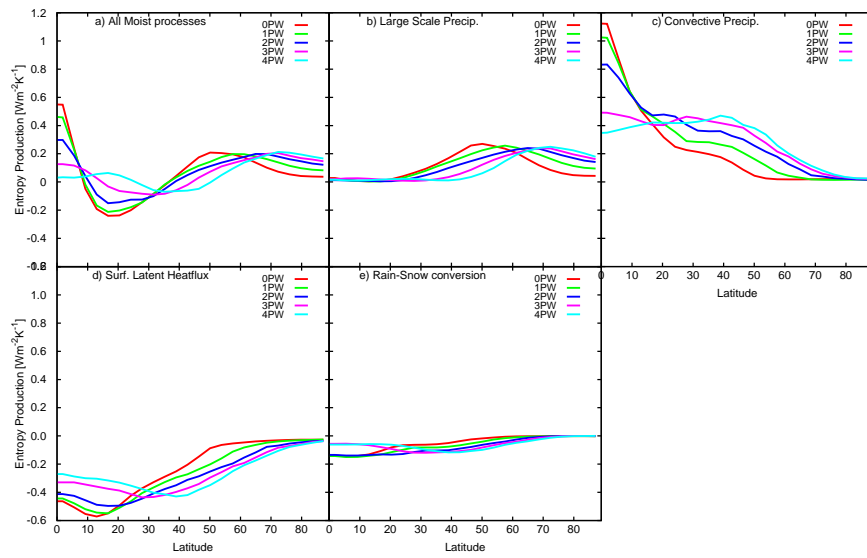 a) All Moist processes
0PW
1PW
2PW
3PW
4PW
b) Large Scale Precip.
0PW
1PW
2PW
3PW
4PW
c) Convective Precip.
0PW
1PW
2PW
3PW
4PW
Entropy Production [Wm-2K-1]
1.2
1
0.8
0.6
0.4
0.2
0
-0.2
-0.4
0 10 20 30 40 50 60 70 80
Latitude
d) Surf. Latent Heatflux
0PW
1PW
2PW
3PW
4PW
e) Rain-Snow conversion
0PW
1PW
2PW
3PW
4PW
Entropy Production [Wm-2K-1]
1.0
0.8
0.6
0.4
0.2
0.0
-0.2
-0.4
-0.6
0 10 20 30 40 50 60 70 80
0 10 20 30 40 50 60 70 80
Latitude
Latitude